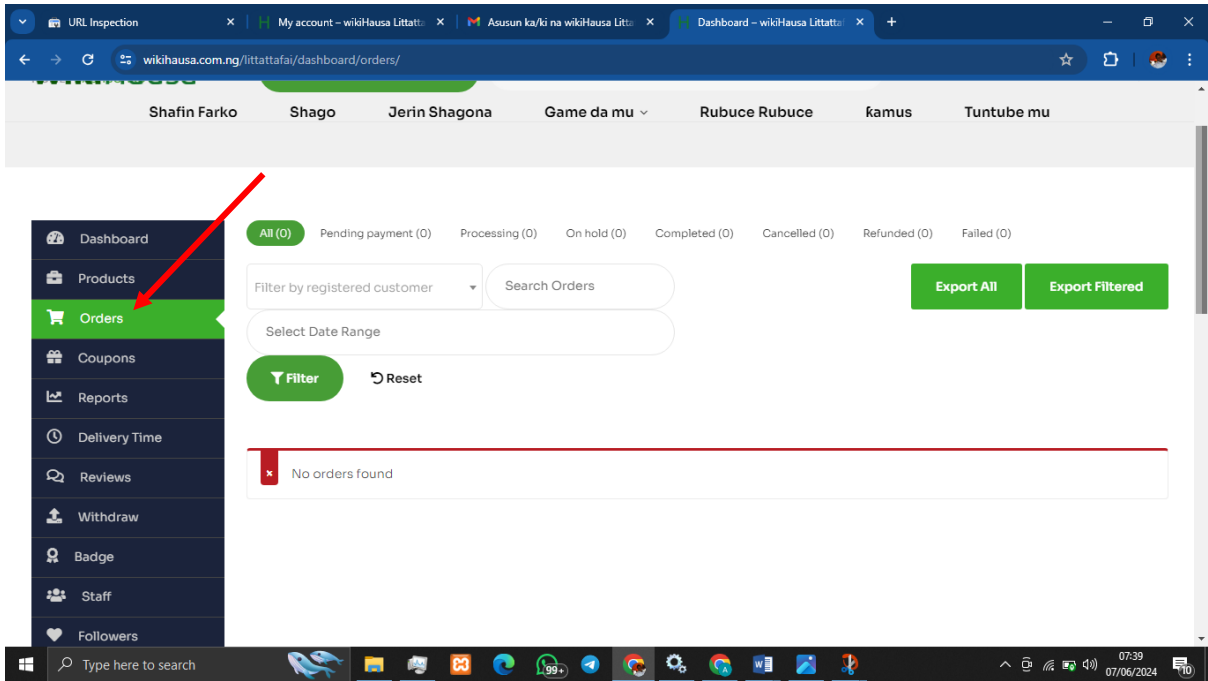 URL Inspection
My account – wikiHausa Littatta
Asusun ka/ki na wikiHausa Litta
Dashboard – wikiHausa Littattaf
wikihausa.com.ng/littattafai/dashboard/orders/
Shafin Farko Shago Jerin Shagona Game da mu Rubuce Rubuce ƙamus Tuntube mu
Dashboard
Products
Orders
Coupons
Reports
Delivery Time
Reviews
Withdraw
Badge
Staff
Followers
All (0) Pending payment (0) Processing (0) On hold (0) Completed (0) Cancelled (0) Refunded (0) Failed (0)
Filter by registered customer Search Orders Export All Export Filtered
Select Date Range
Filter Reset
× No orders found
Type here to search
99+
07:39
07/06/2024
10